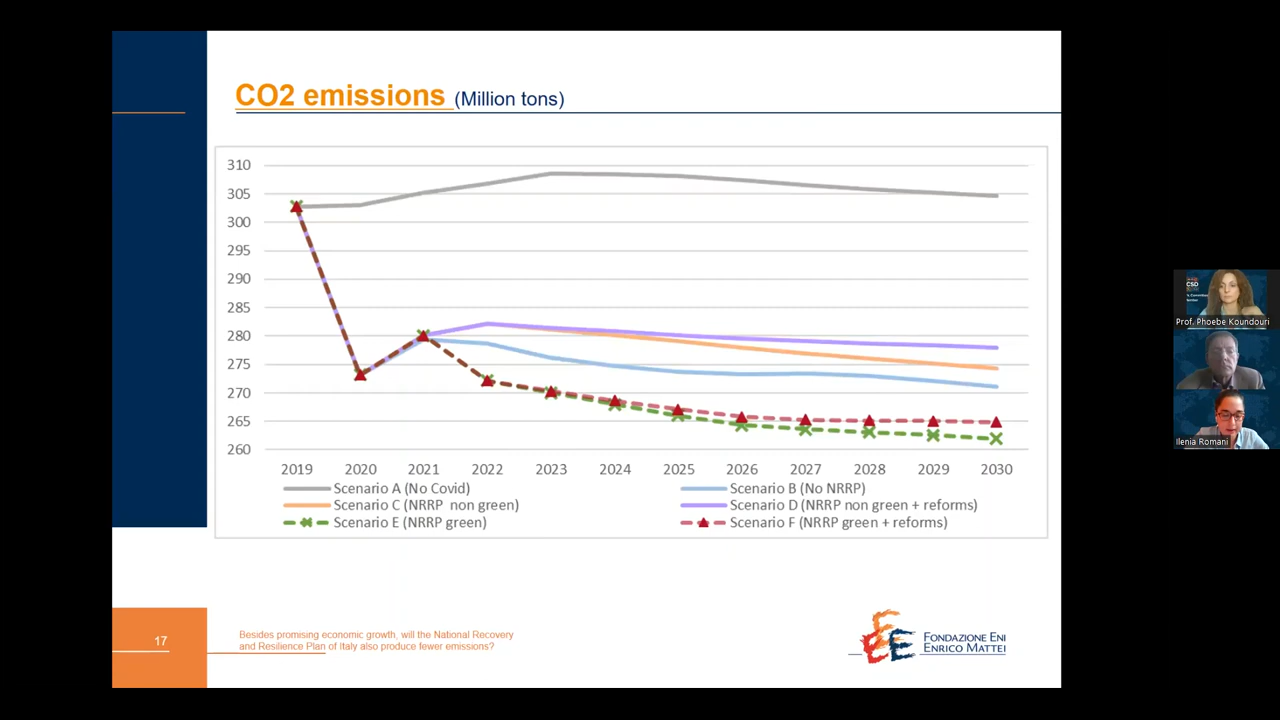 CO2 emissions (Million tons)
310
305
300
295
290
285
280
275
270
265
260
2019 2020 2021 2022 2023 2024 2025 2026 2027 2028 2029 2030
Scenario A (No Covid) Scenario B (No NRRP)
Scenario C (NRRP non green) Scenario D (NRRP non green + reforms)
Scenario E (NRRP green) Scenario F (NRRP green + reforms)
17
Besides promising economic growth, will the National Recovery
and Resilience Plan of Italy also produce fewer emissions?
FONDAZIONE ENI
ENRICO MATTEI
CSD
Prof. Phoebe Koundouri
Ilenia Romani